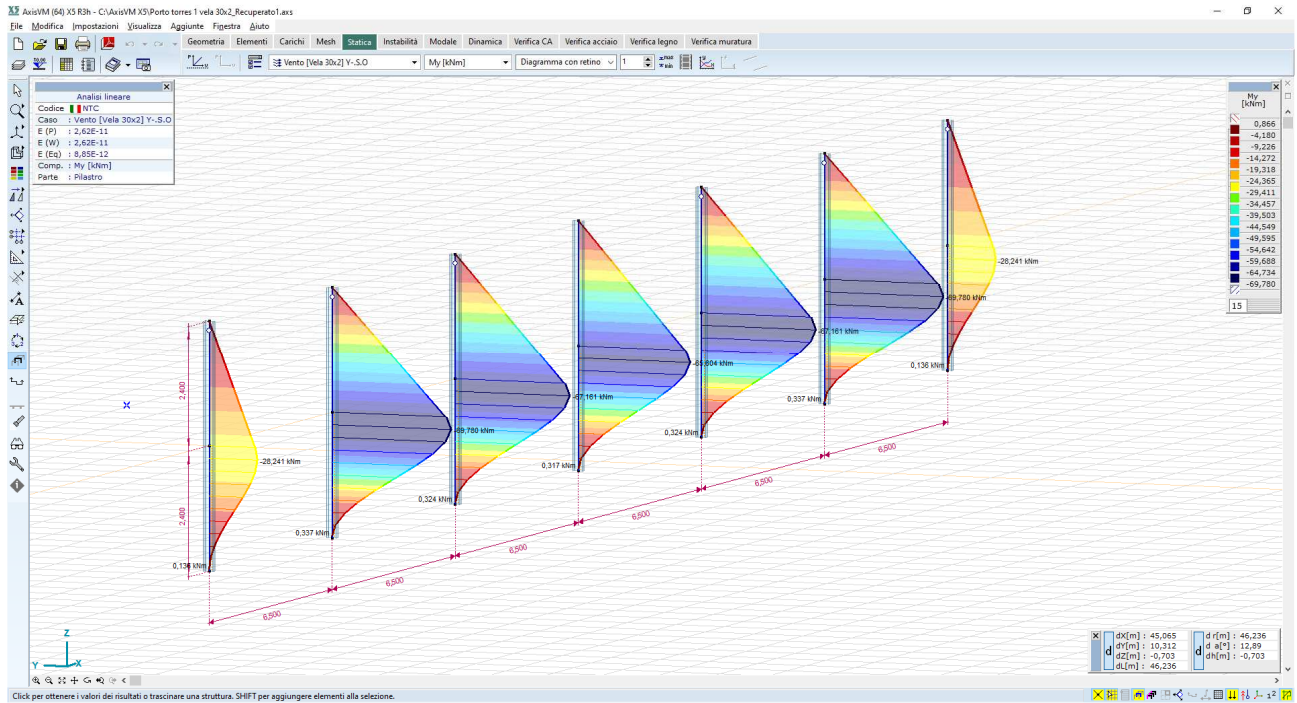 AxisVM (64) X5 R3h - C:\AxisVM X5\Porto torres 1 vela 30x2_Recuperato1.axs
File Modifica Impostazioni Visualizza Aggiunte Finestra Aiuto
Geometria Elementi Carichi Mesh Statica Instabilità Modale Dinamica Verifica CA Verifica acciaio Verifica legno Verifica muratura
Vento [Vela 30x2] Y-.S.O My [kNm] Diagramma con retino 1
Analisi lineare
Codice NTC
Caso : Vento [Vela 30x2] Y-.S.O
E (P) : 2,62E-11
E (W) : 2,62E-11
E (Eq) : 8,85E-12
Comp. : My [kNm]
Parte : Pilastro
My
[kNm]
0,866
-4,180
-9,226
-14,272
-19,318
-24,365
-29,411
-34,457
-39,503
-44,549
-49,595
-54,642
-59,688
-64,734
-69,780
15
-28,241 kNm
-69,780 kNm
-67,161 kNm
0,136 kNm
-65,804 kNm
0,337 kNm
-67,161 kNm
0,324 kNm
-69,780 kNm
0,317 kNm
-28,241 kNm
0,324 kNm
0,337 kNm
0,136 kNm
2,400
2,400
6,500
6,500
6,500
6,500
6,500
6,500
Z
Y X
d
dX[m] : 45,065
dY[m] : 10,312
dZ[m] : -0,703
dL[m] : 46,236
d
d r[m] : 46,236
d a[°] : 12,89
dh[m] : -0,703
Click per ottenere i valori dei risultati o trascinare una struttura. SHIFT per aggiungere elementi alla selezione.